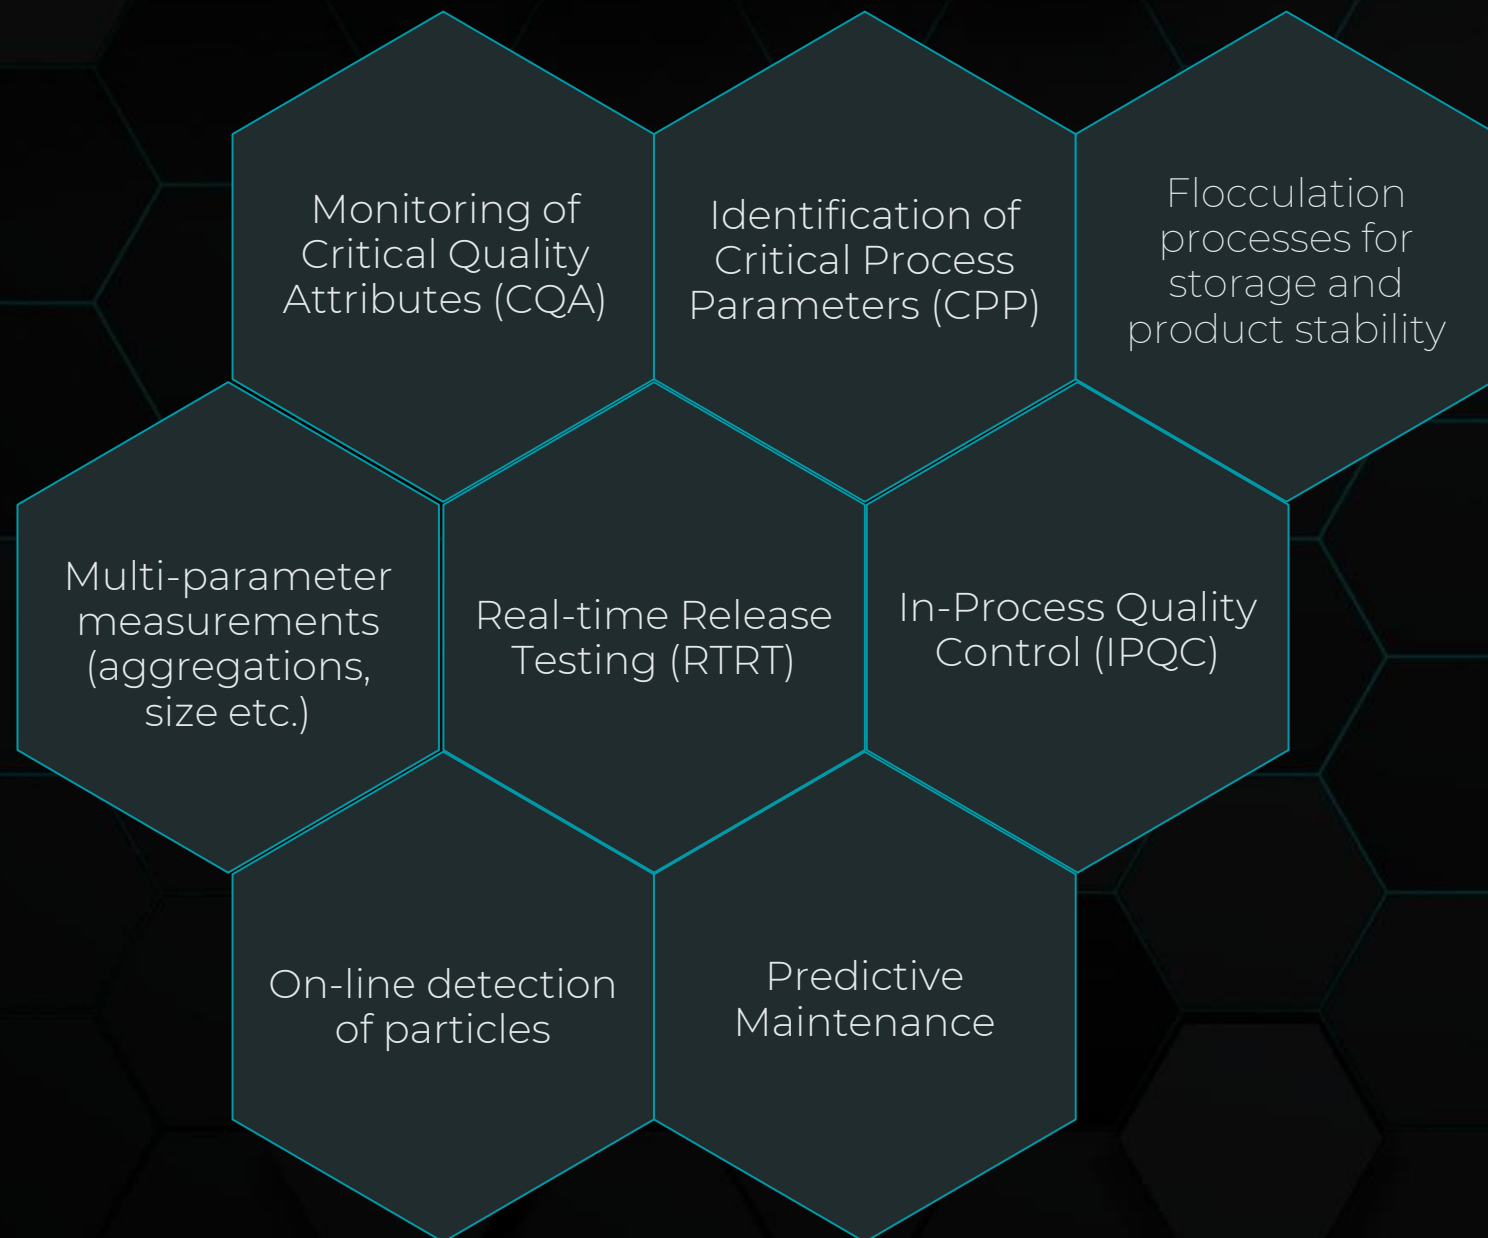 Monitoring of
Critical Quality
Attributes (CQA)
Identification of
Critical Process
Parameters (CPP)
Flocculation
processes for
storage and
product stability
Multi-parameter
measurements
(aggregations,
size etc.)
Real-time Release
Testing (RTRT)
In-Process Quality
Control (IPQC)
On-line detection
of particles
Predictive
Maintenance